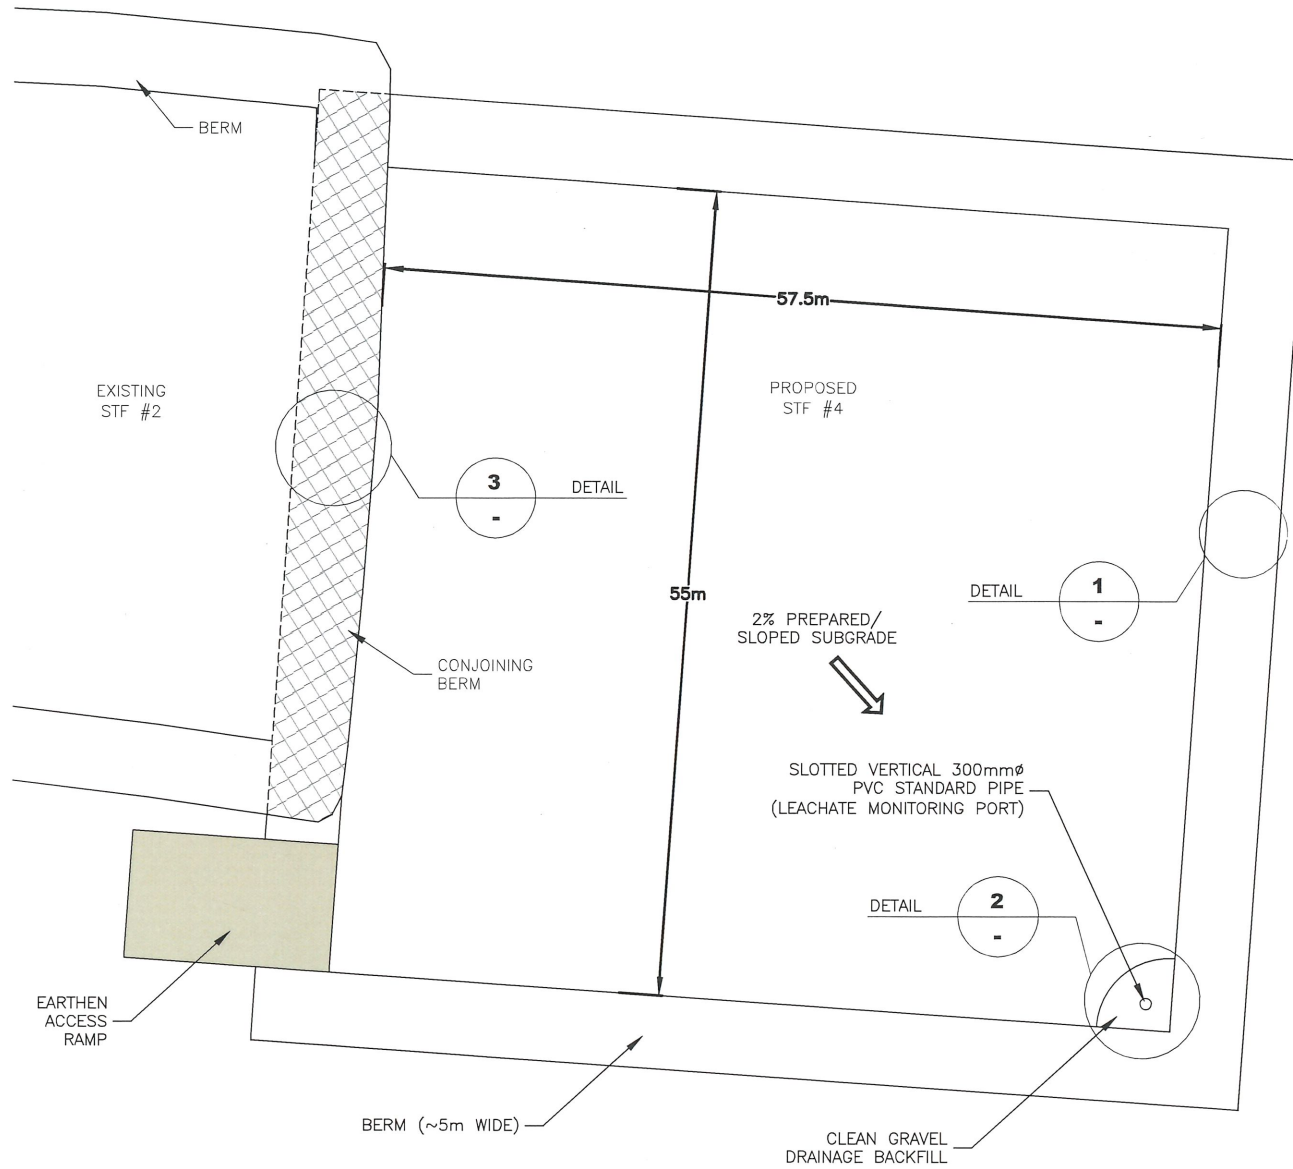 BERM
57.5m
EXISTING
STF #2
PROPOSED
STF #4
3
-
DETAIL
55m
DETAIL
1
-
2% PREPARED/
SLOPED SUBGRADE
CONJOINING
BERM
SLOTTED VERTICAL 300mmø
PVC STANDARD PIPE
(LEACHATE MONITORING PORT)
DETAIL
2
-
EARTHEN
ACCESS
RAMP
BERM (~5m WIDE)
CLEAN GRAVEL
DRAINAGE BACKFILL